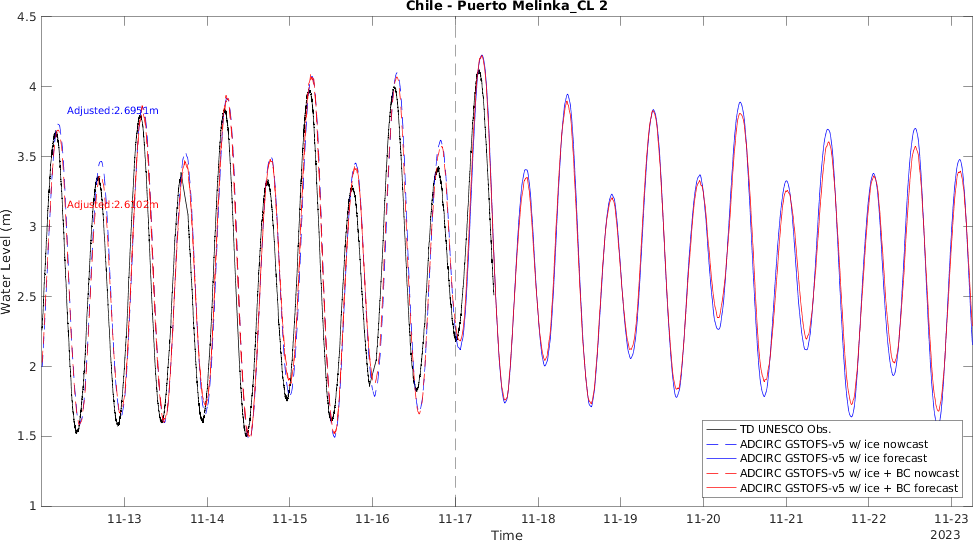 Chile - Puerto Melinka_CL 2
4.5
4
3.5
3
2.5
2
1.5
1
Water Level (m)
Adjusted:2.6951m
Adjusted:2.6102m
TD UNESCO Obs.
ADCIRC GSTOFS-v5 w/ ice nowcast
ADCIRC GSTOFS-v5 w/ ice forecast
ADCIRC GSTOFS-v5 w/ ice + BC nowcast
ADCIRC GSTOFS-v5 w/ ice + BC forecast
11-13 11-14 11-15 11-16 11-17 11-18 11-19 11-20 11-21 11-22 11-23
Time
2023